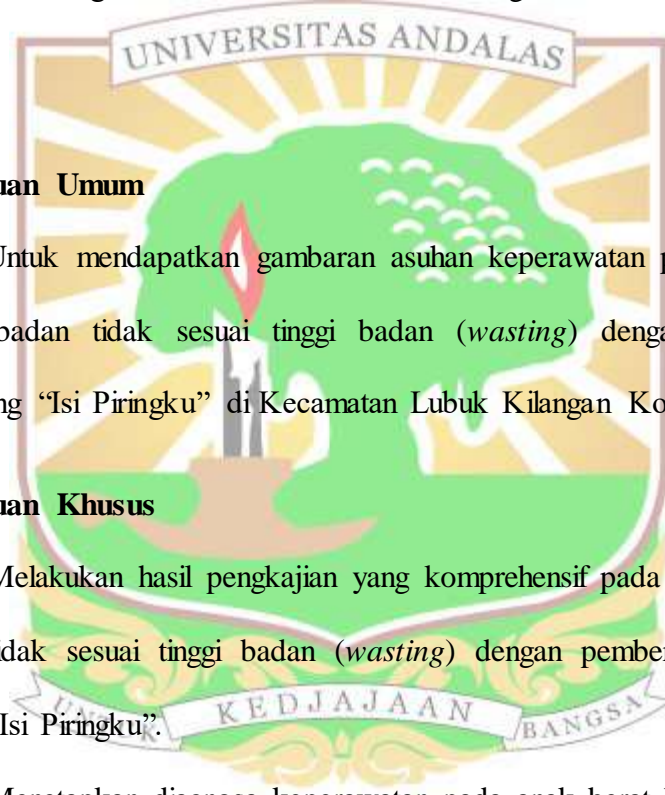 UNIVERSITAS ANDALAS
uan Umum
Untuk mendapatkan gambaran asuhan keperawatan p
badan tidak sesuai tinggi badan (wasting) denga
ng “Isi Piringku” di Kecamatan Lubuk Kilangan Ko
uan Khusus
Melakukan hasil pengkajian yang komprehensif pada
idak sesuai tinggi badan (wasting) dengan pember
Isi Piringku”.
UNTUK KEDJAJAAN BANGSA